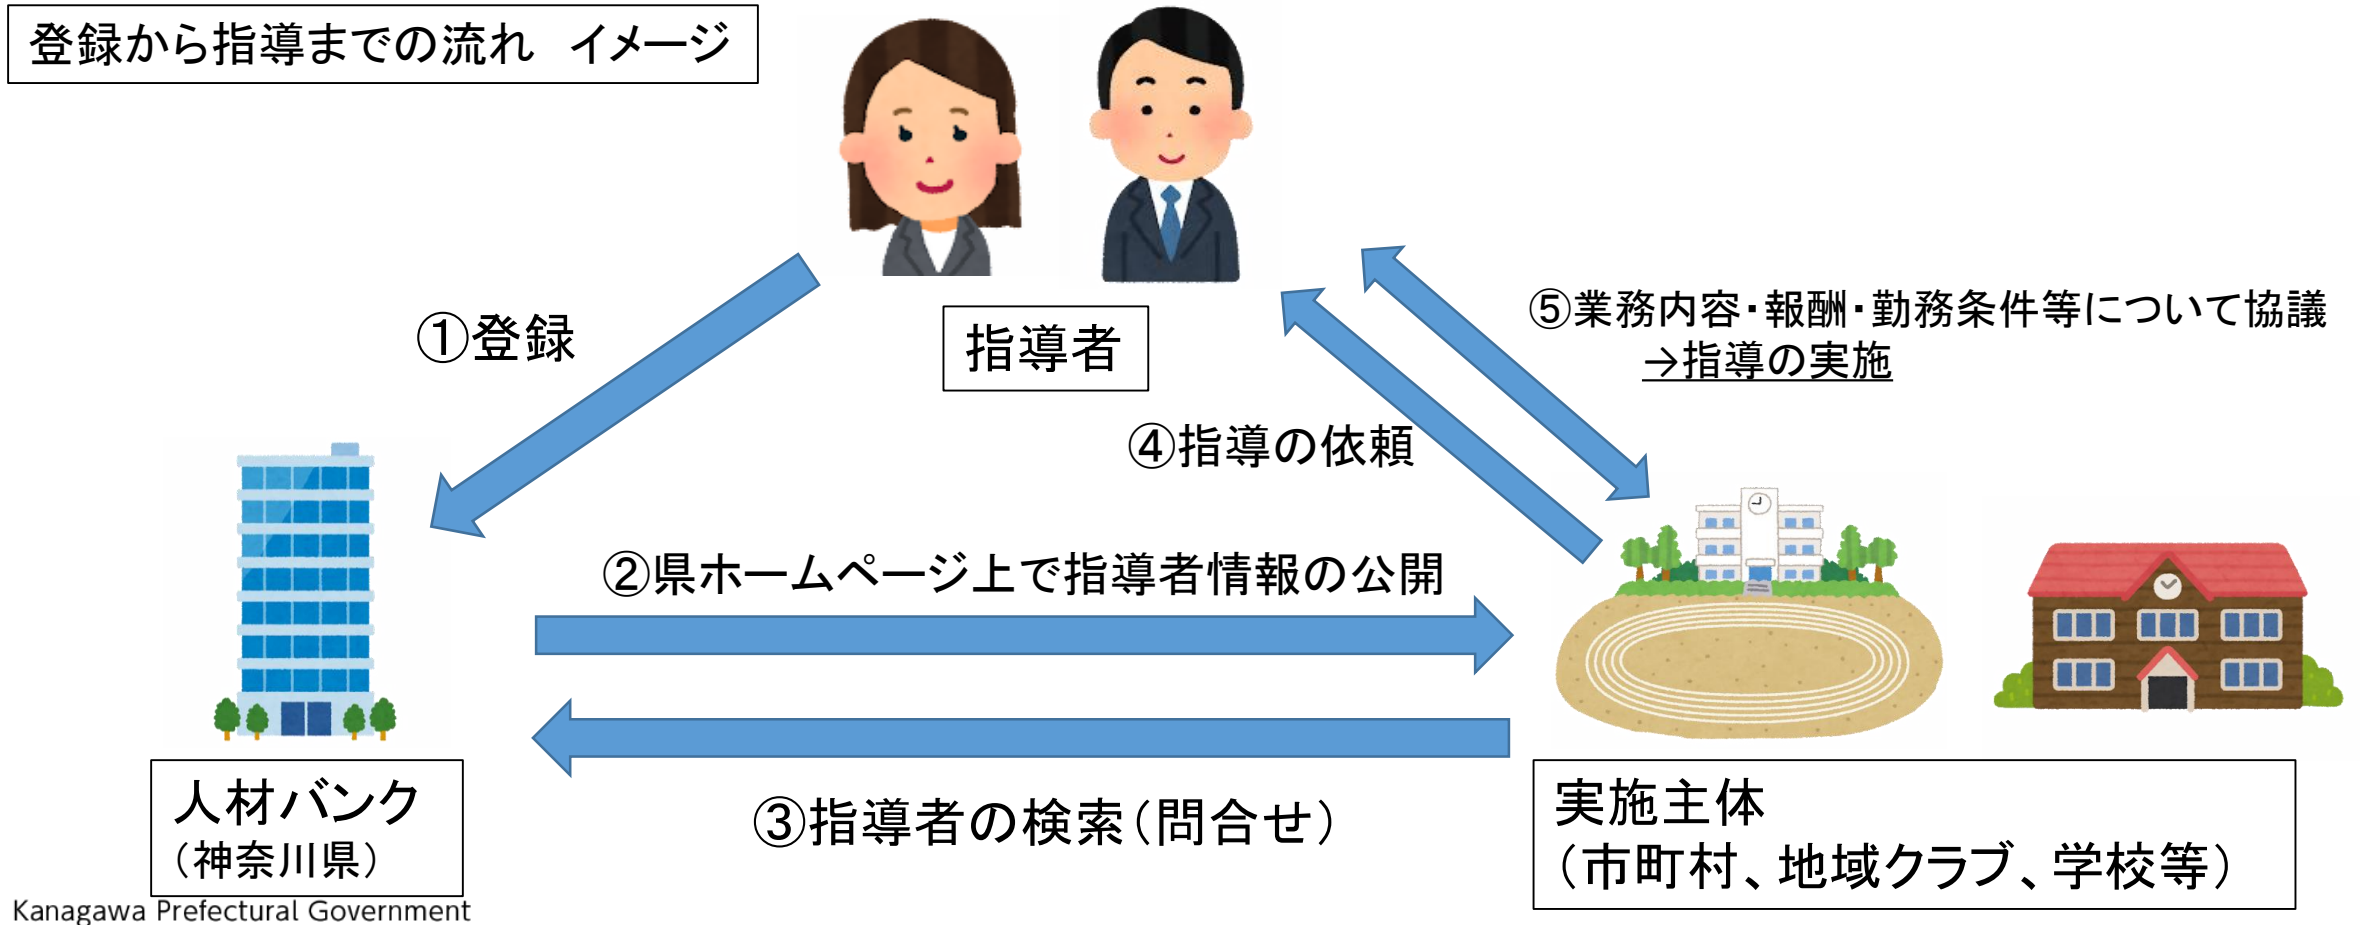 登録から指導までの流れ　イメージ
①登録
指導者
⑤業務内容・報酬・勤務条件等について協議
→指導の実施
④指導の依頼
②県ホームページ上で指導者情報の公開
③指導者の検索（問合せ）
人材バンク
（神奈川県）
実施主体
（市町村、地域クラブ、学校等）
Kanagawa Prefectural Government